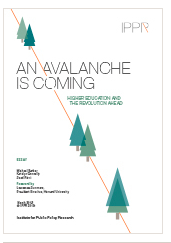 IPPR
AN AVALANCHE
IS COMING
HIGHER EDUCATION AND
THE REVOLUTION AHEAD
ESSAY
Michael Barber
Katelyn Donnelly
Saad Rizvi
Foreword by
Lawrence Summers,
President Emeritus, Harvard University
March 2013
© IPPR 2013
Institute for Public Policy Research